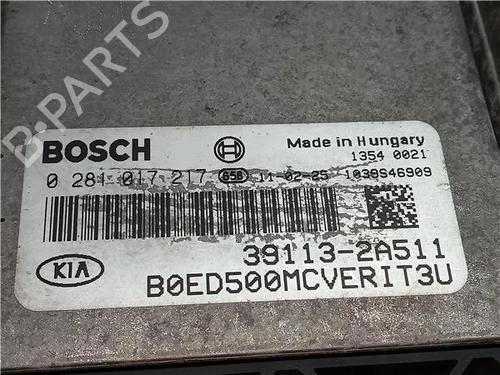 B-PARTS
BOSCH
Made in Hungary
1354 0021
0 281 017 217 658 11-02-25 1039S46909
39113-2A511
KIA
B0ED500MCVERIT3U